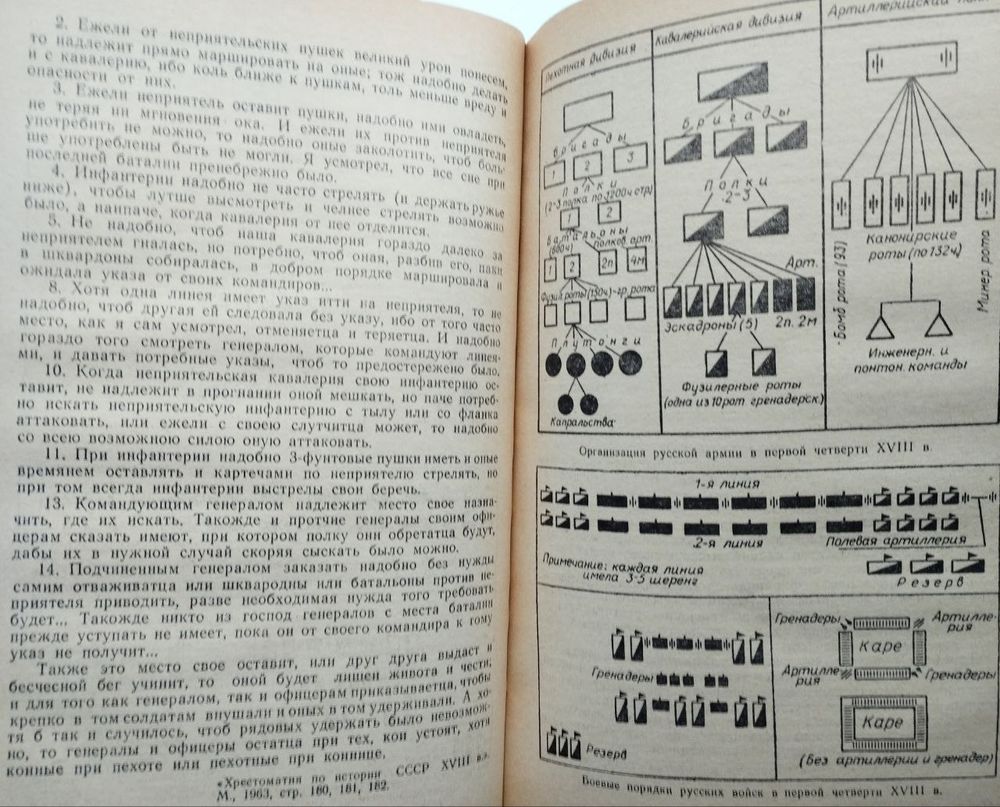 2. Ежели от неприятельских пушек великий урон понесем,
то надлежит прямо маршировать на оные; тож надобно делать
и с кавалерию, ибо коль ближе к пушкам, толь меньше вреду и
опасности от них.
3. Ежели неприятель оставит пушки, надобно ими овладеть,
не теряя ни мгновения ока. И ежели их против неприятеля
употребить не можно, то надобно оные заколотить, чтоб боль-
ше употреблены быть не могли. Я усмотрел, что все сие при
последней баталии пренебрежно было.
4. Инфантерии надобно не часто стрелять (и держать ружье
ниже), чтобы лутше высмотреть и челнее стрелять возможно
было, а наипаче, когда кавалерия от нее отделится.
5. Не надобно, чтоб наша кавалерия гораздо далеко за
неприятелем гналась, но потребно, чтоб оная, разбив его, паки
в шквардоны собиралась, в добром порядке маршировала и
ожидала указа от своих командиров...
8. Хотя одна линея имеет указ итти на неприятеля, то не
надобно, чтоб другая ей следовала без указу, ибо от того часто
место, как я сам усмотрел, отменяетца и теряетца. И надобно
гораздо того смотреть генералом, которые командуют линея-
ми, и давать потребные указы, чтоб то предостережено было.
10. Когда неприятельская кавалерия свою инфантерию ос-
тавит, не надлежит в прогнании оной мешкать, но паче потреб-
но искать неприятельскую инфантерию с тылу или со фланка
аттаковать, или ежели с своею слутчитца может, то надобно
со всею возможною силою оную аттаковать.
11. При инфантерии надобно 3-фунтовые пушки иметь и оные
времянем оставлять и картечами по неприятелю стрелять, но
при том всегда инфантерии выстрелы свои беречь.
13. Командующим генералом надлежит место свое назна-
чить, где их искать. Такожде и протчие генералы своим офи-
церам сказать имеют, при котором полку они обретатца будут,
дабы их в нужной случай скоряя сыскать было можно.
14. Подчиненным генералом заказать надобно без нужды
самим отваживатца или шквардоны или батальоны против не-
приятеля приводить, разве необходимая нужда того требовать
будет... Такожде никто из господ генералов с места баталии
прежде уступать не имеет, пока он от своего командира к тому
указ не получит...
Также это место свое оставит, или друг друга выдаст и
бесчесной бег учинит, то оной будет лишен живота и чести;
и для того как генералом, так и офицерам приказываетца, чтобы
крепко в том солдатам внушали и оных в том удерживали. А хо-
тя б так и случилось, чтоб рядовых удержать было невозмож-
но, то генералы и офицеры остатца при тех, кои устоят, хотя
конные при пехоте или пехотные при коннице.
«Хрестоматия по истории СССР XVIII в.»
М., 1963, стр. 180, 181, 182.
Пехотная дивизия
Кавалерийская дивизия
Артиллерийский
Бригады
1 2 3
Полки
(2-3 полка по 1200ч стр)
1 2
Батальоны
(600ч)
полков. арт.
1 2 2п 4м
Фузил. роты (150ч)-гр. рота
Плутонги
Капральства
Бригады
Полки
2-3
Арт.
Эскадроны (5) 2п. 2м
Фузилерные роты
(одна из 10 рот гренадерск)
Бомб рота (93)
Канонирские
роты (по 132ч)
Минер рота
Инженерн. и
понтон. команды
Организация русской армии в первой четверти XVIII в.
1-я линия
2-я линия
Полевая артиллерия
Примечание: каждая линия
имела 3-5 шеренг
Резерв
Гренадеры
Резерв
Гренадеры
Артилле-
рия
Каре
Артилле-
рия
Гренадеры
Каре
(Без артиллерии и гренадер)
Боевые порядки русских войск в первой четверти XVIII в.